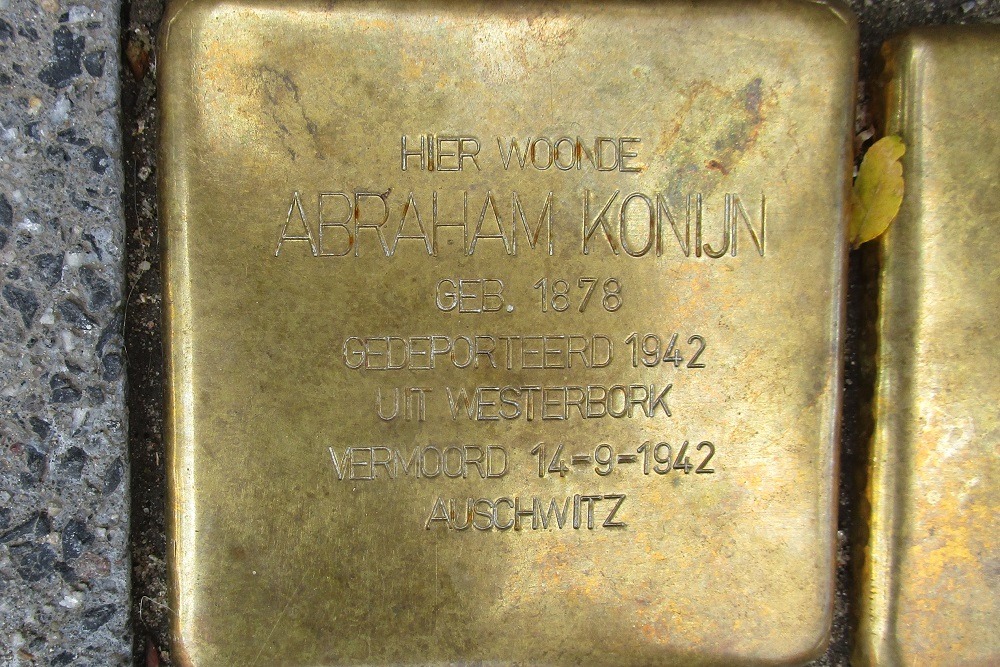 HIER WOONDE
ABRAHAM KONIJN
GEB. 1878
GEDEPORTEERD 1942
UIT WESTERBORK
VERMOORD 14-9-1942
AUSCHWITZ